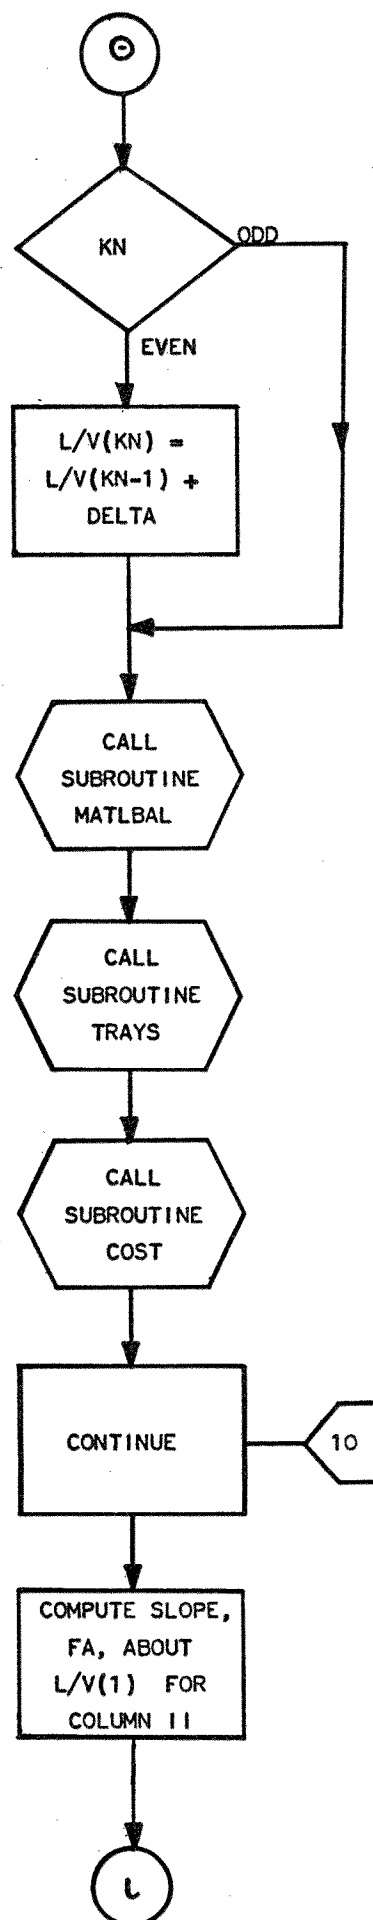 KN
ODD
EVEN
L/V(KN) =
L/V(KN-1) +
DELTA
CALL
SUBROUTINE
MATLBAL
CALL
SUBROUTINE
TRAYS
CALL
SUBROUTINE
COST
CONTINUE
10
COMPUTE SLOPE,
FA, ABOUT
L/V(1) FOR
COLUMN II